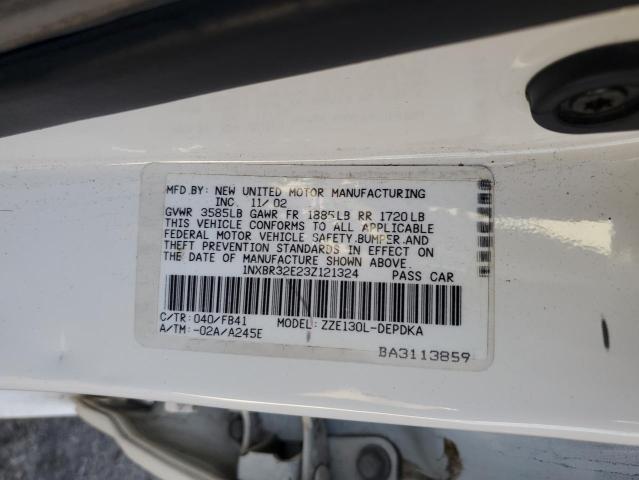 MFD.BY: NEW UNITED MOTOR MANUFACTURING
INC. 11/02
GVWR 3585LB GAWR FR 1885LB RR 1720LB
THIS VEHICLE CONFORMS TO ALL APPLICABLE
FEDERAL MOTOR VEHICLE SAFETY,BUMPER,AND
THEFT PREVENTION STANDARDS IN EFFECT ON
THE DATE OF MANUFACTURE SHOWN ABOVE.
1NXBR32E23Z121324 PASS CAR
C/TR: 040/FB41 MODEL: ZZE130L-DEPDKA
A/TM: -02A/A245E
BA3113859